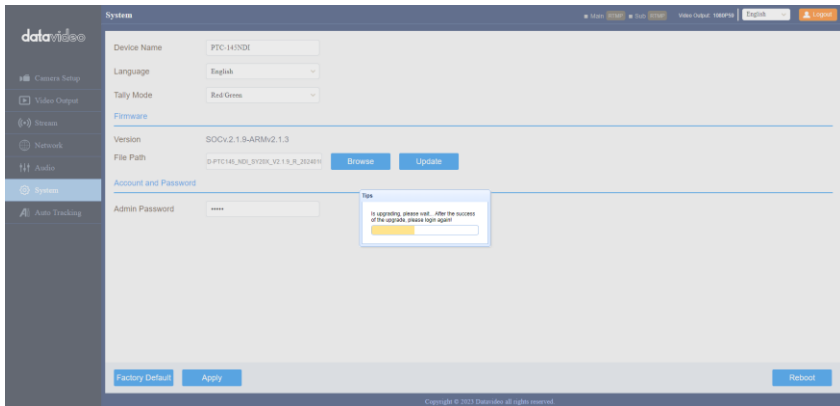 datavideo
System
Main
Sub
Video Output 1080P50
English
Logout
Camera Setup
Video Output
Stream
Network
Audio
System
Auto Tracking
Device Name PTC-145NDI
Language English
Tally Mode Red/Green
Firmware
Version SOCv.2.1.9-ARMv2.1.3
File Path Browse Update
Account and Password
Admin Password •••••
Tips
Is upgrading, please wait... After the success
of the upgrade, please login again!
Factory Default Apply Reboot
Copyright © 2023 Datavideo all rights reserved